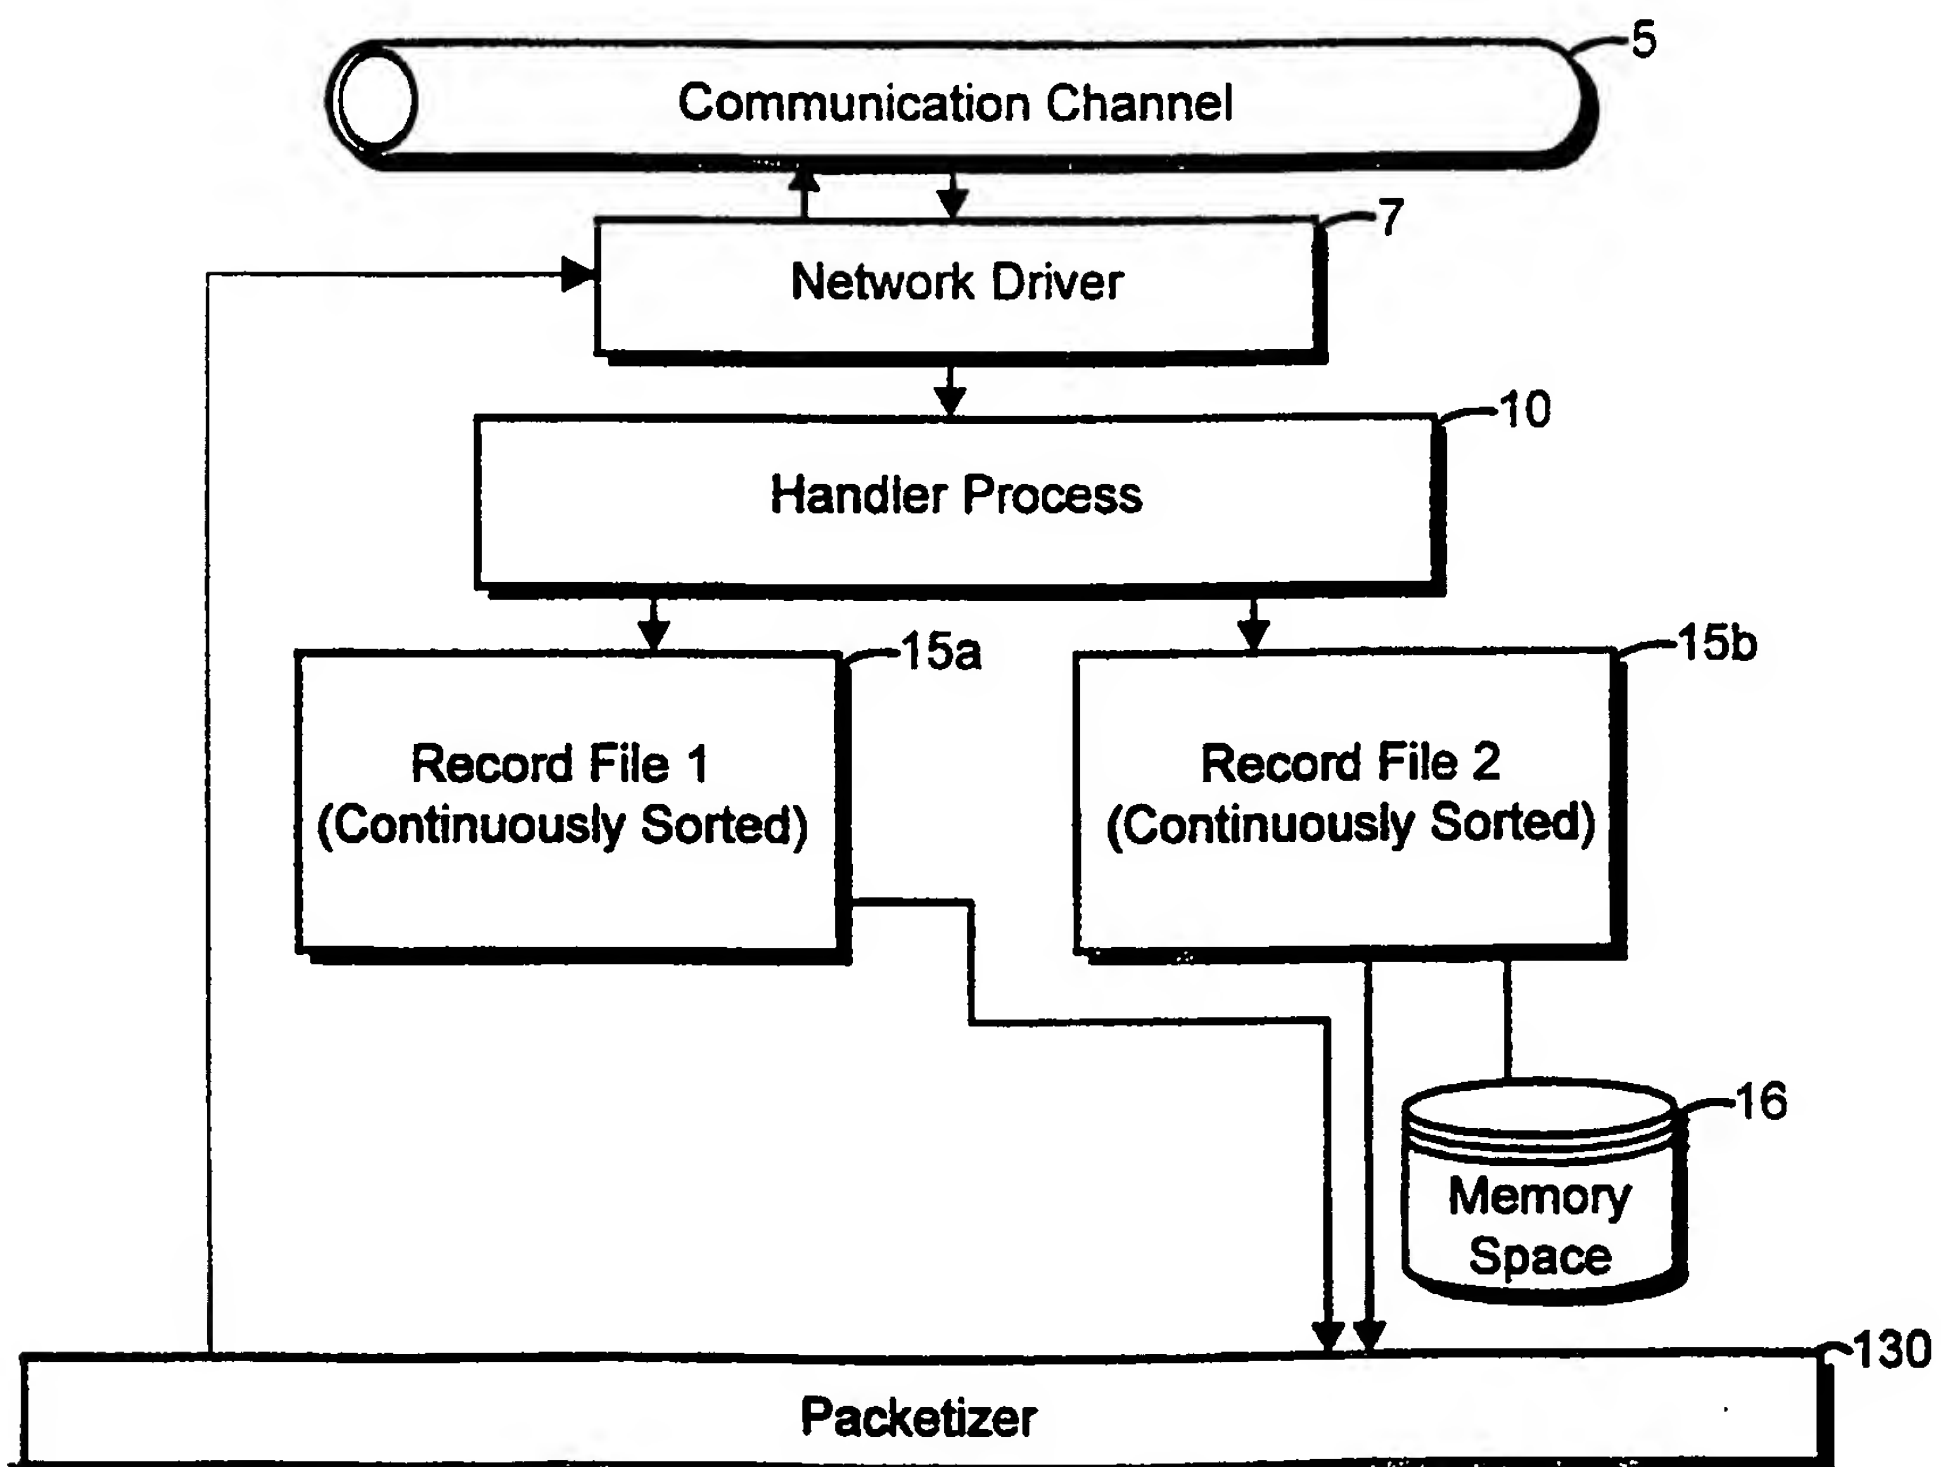 5
Communication Channel
7
Network Driver
10
Handler Process
15a
15b
Record File 1
(Continuously Sorted)
Record File 2
(Continuously Sorted)
16
Memory
Space
130
Packetizer